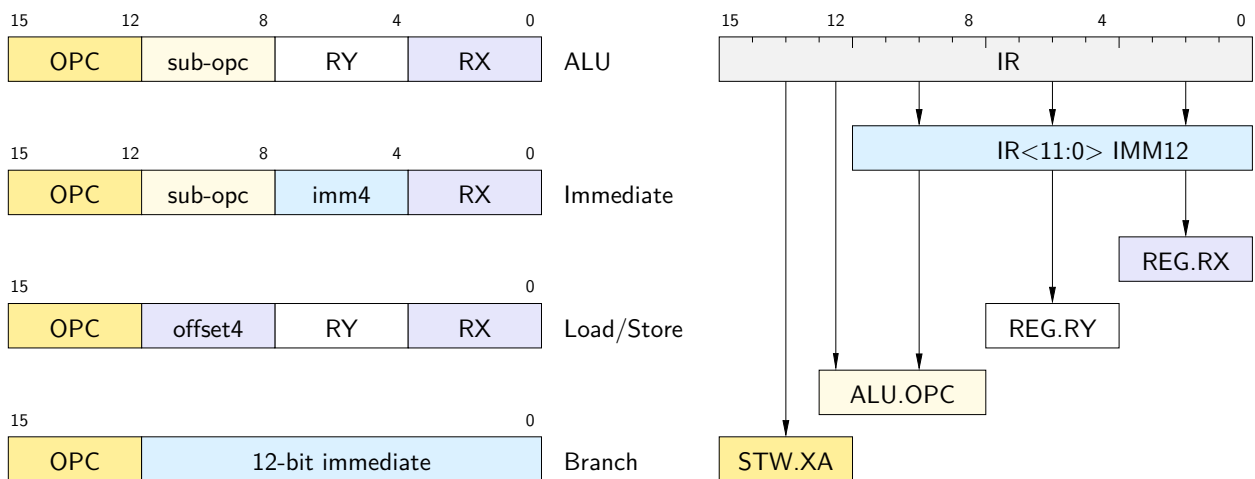 15 12 8 4 0
OPC sub-opc RY RX ALU
15 12 8 4 0
OPC sub-opc imm4 RX Immediate
15 0
OPC offset4 RY RX Load/Store
15 0
OPC 12-bit immediate Branch
15 12 8 4 0
IR
IR<11:0> IMM12
REG.RX
REG.RY
ALU.OPC
STW.XA